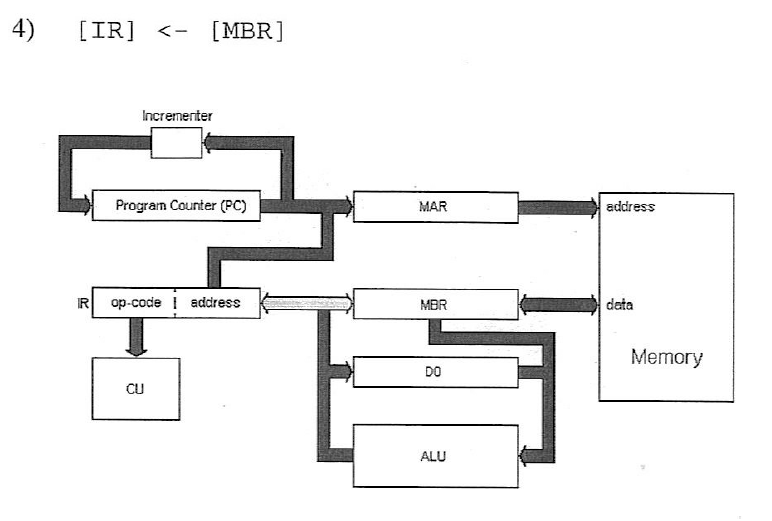 4) [IR] <- [MBR]
Incrementer
Program Counter (PC)
MAR
address
IR
op-code
address
MBR
data
Memory
CU
D0
ALU